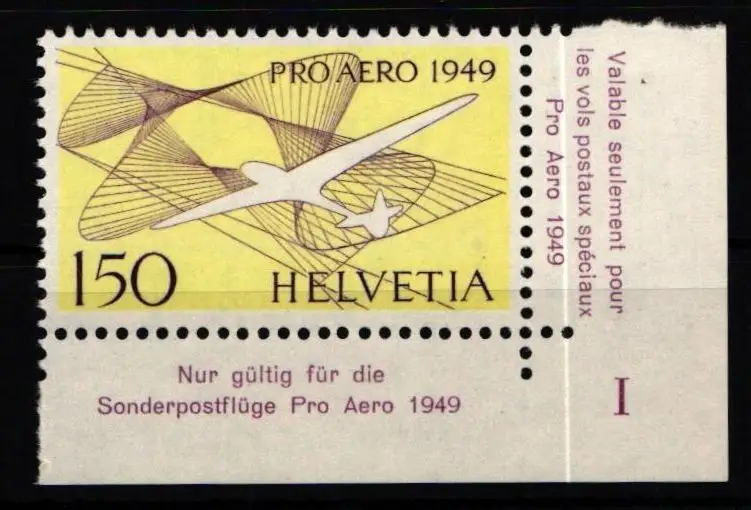 PRO AERO 1949
150
HELVETIA
Nur gültig für die
Sonderpostflüge Pro Aero 1949
Valable seulement pour
les vols postaux spéciaux
Pro Aero 1949
I